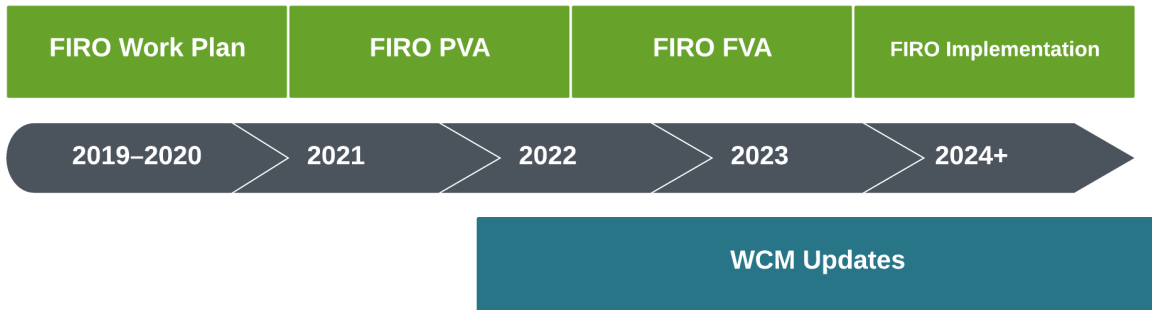 FIRO Work Plan
FIRO PVA
FIRO FVA
FIRO Implementation
2019–2020
2021
2022
2023
2024+
WCM Updates